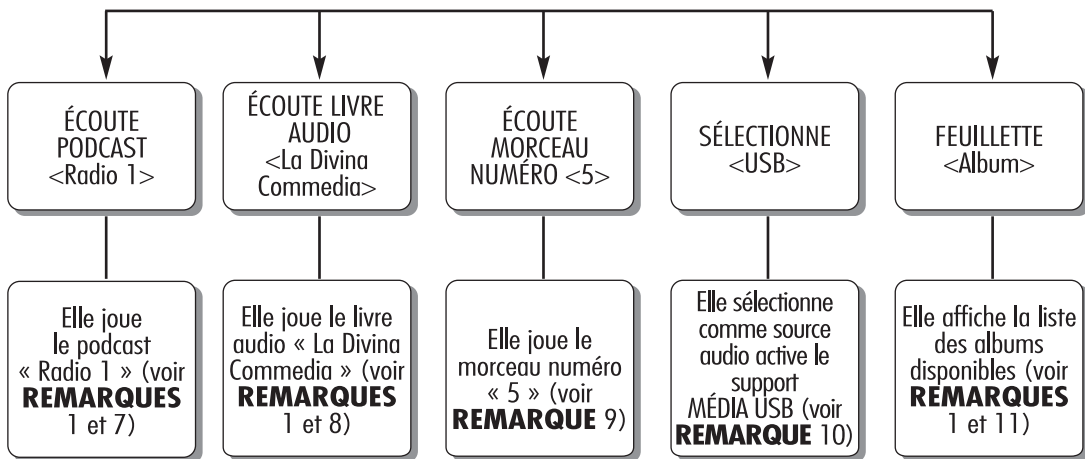 ÉCOUTE
PODCAST
<Radio 1>
ÉCOUTE LIVRE
AUDIO
<La Divina
Commedia>
ÉCOUTE
MORCEAU
NUMÉRO <5>
SÉLECTIONNE
<USB>
FEUILLETTE
<Album>
Elle joue
le podcast
« Radio 1 » (voir
REMARQUES
1 et 7)
Elle joue le livre
audio « La Divina
Commedia » (voir
REMARQUES
1 et 8)
Elle joue le
morceau numéro
« 5 » (voir
REMARQUE 9)
Elle sélectionne
comme source
audio active le
support
MÉDIA USB (voir
REMARQUE 10)
Elle affiche la liste
des albums
disponibles (voir
REMARQUES
1 et 11)